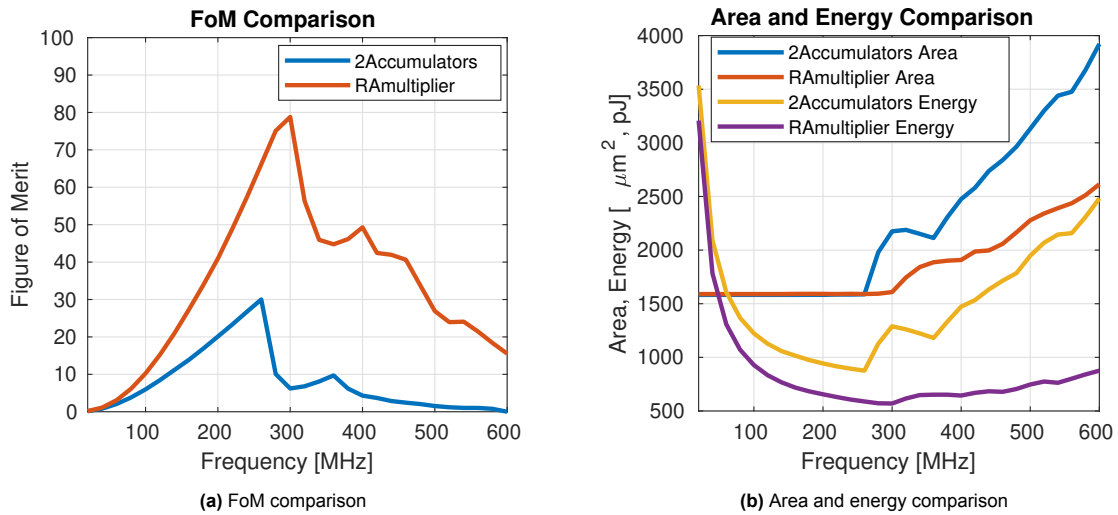 FoM Comparison
100
90
80
70
60
50
40
30
20
10
0
Figure of Merit
2Accumulators
RAmultiplier
100 200 300 400 500 600
Frequency [MHz]
(a) FoM comparison
Area and Energy Comparison
4000
3500
3000
2500
2000
1500
1000
500
Area, Energy [ μm², pJ]
2Accumulators Area
RAmultiplier Area
2Accumulators Energy
RAmultiplier Energy
100 200 300 400 500 600
Frequency [MHz]
(b) Area and energy comparison